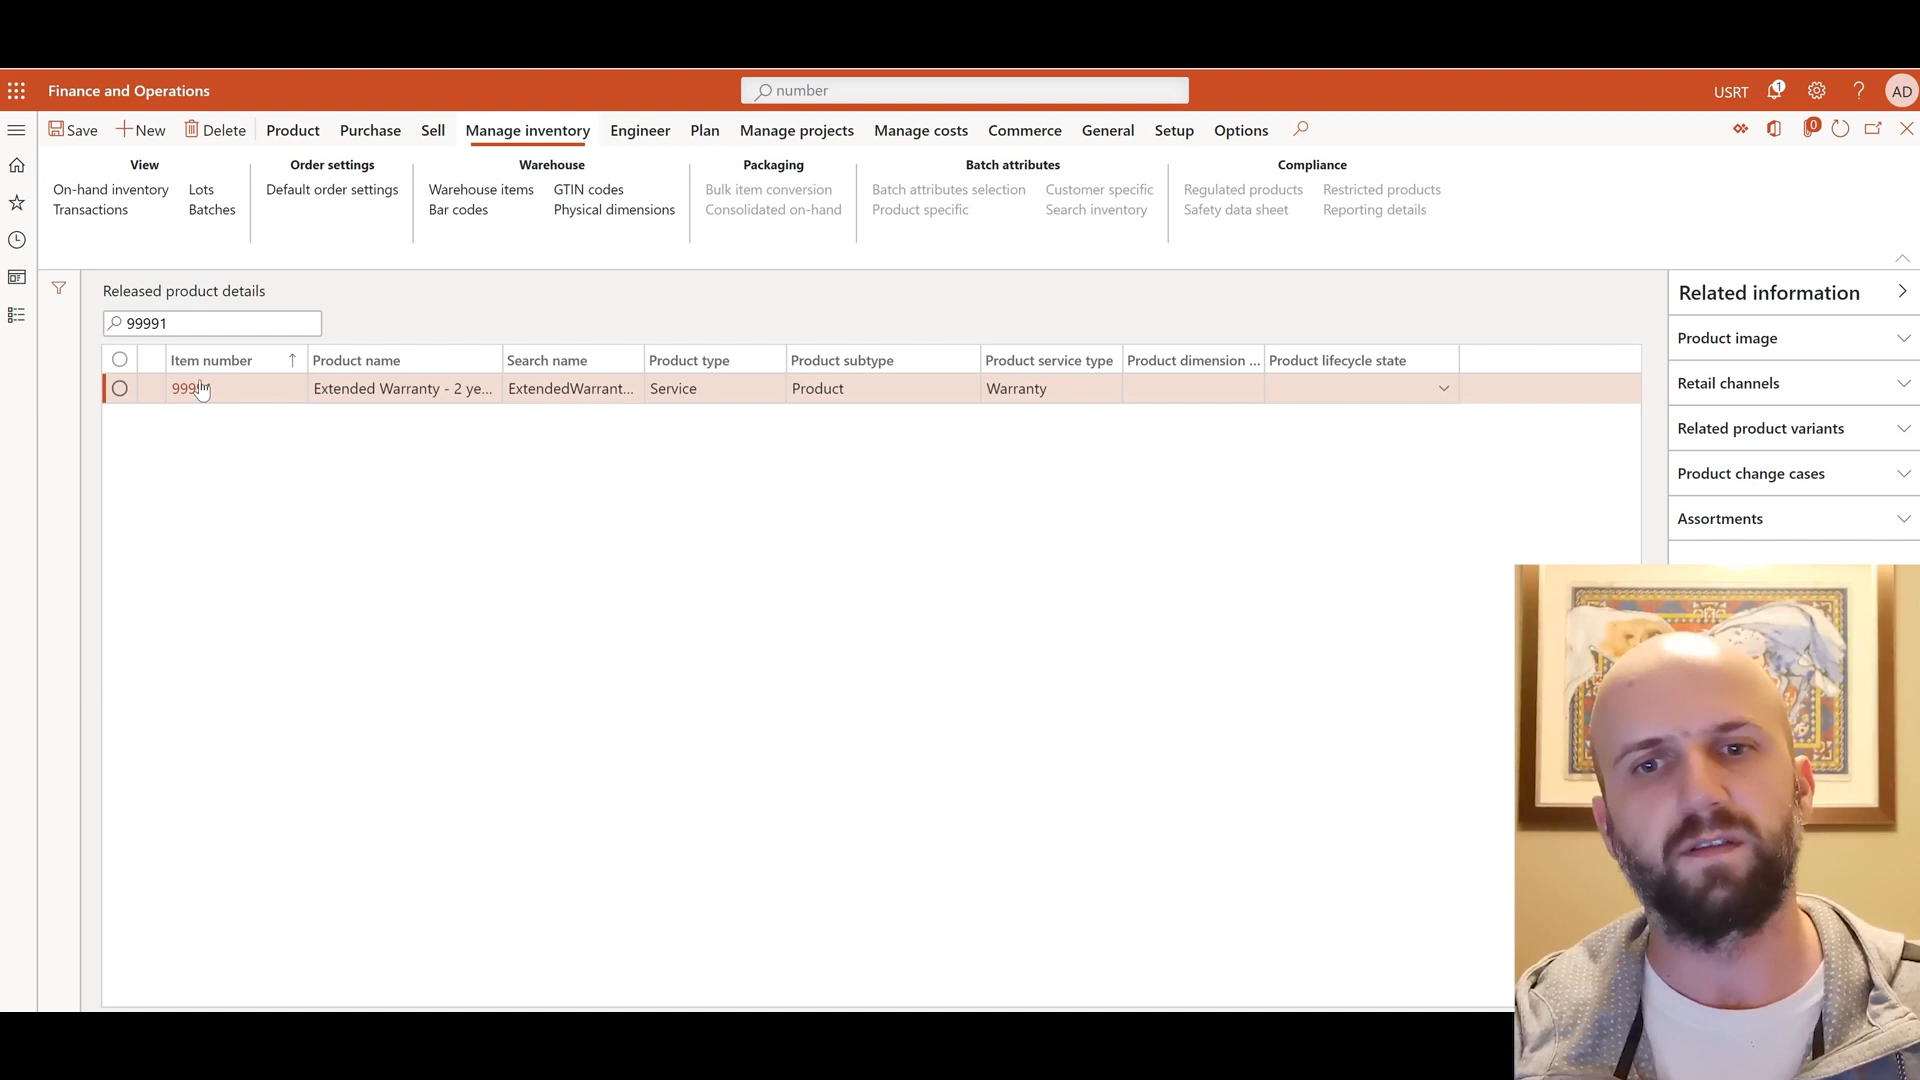 Finance and Operations
number
USRT
1
AD
Save
New
Delete
Product
Purchase
Sell
Manage inventory
Engineer
Plan
Manage projects
Manage costs
Commerce
General
Setup
Options
0
View
On-hand inventory
Lots
Transactions
Batches
Order settings
Default order settings
Warehouse
Warehouse items
GTIN codes
Bar codes
Physical dimensions
Packaging
Bulk item conversion
Consolidated on-hand
Batch attributes
Batch attributes selection
Customer specific
Product specific
Search inventory
Compliance
Regulated products
Restricted products
Safety data sheet
Reporting details
Released product details
99991
Item number
Product name
Search name
Product type
Product subtype
Product service type
Product dimension ...
Product lifecycle state
Extended Warranty - 2 ye...
ExtendedWarrant...
Service
Product
Warranty
Related information
Product image
Retail channels
Related product variants
Product change cases
Assortments